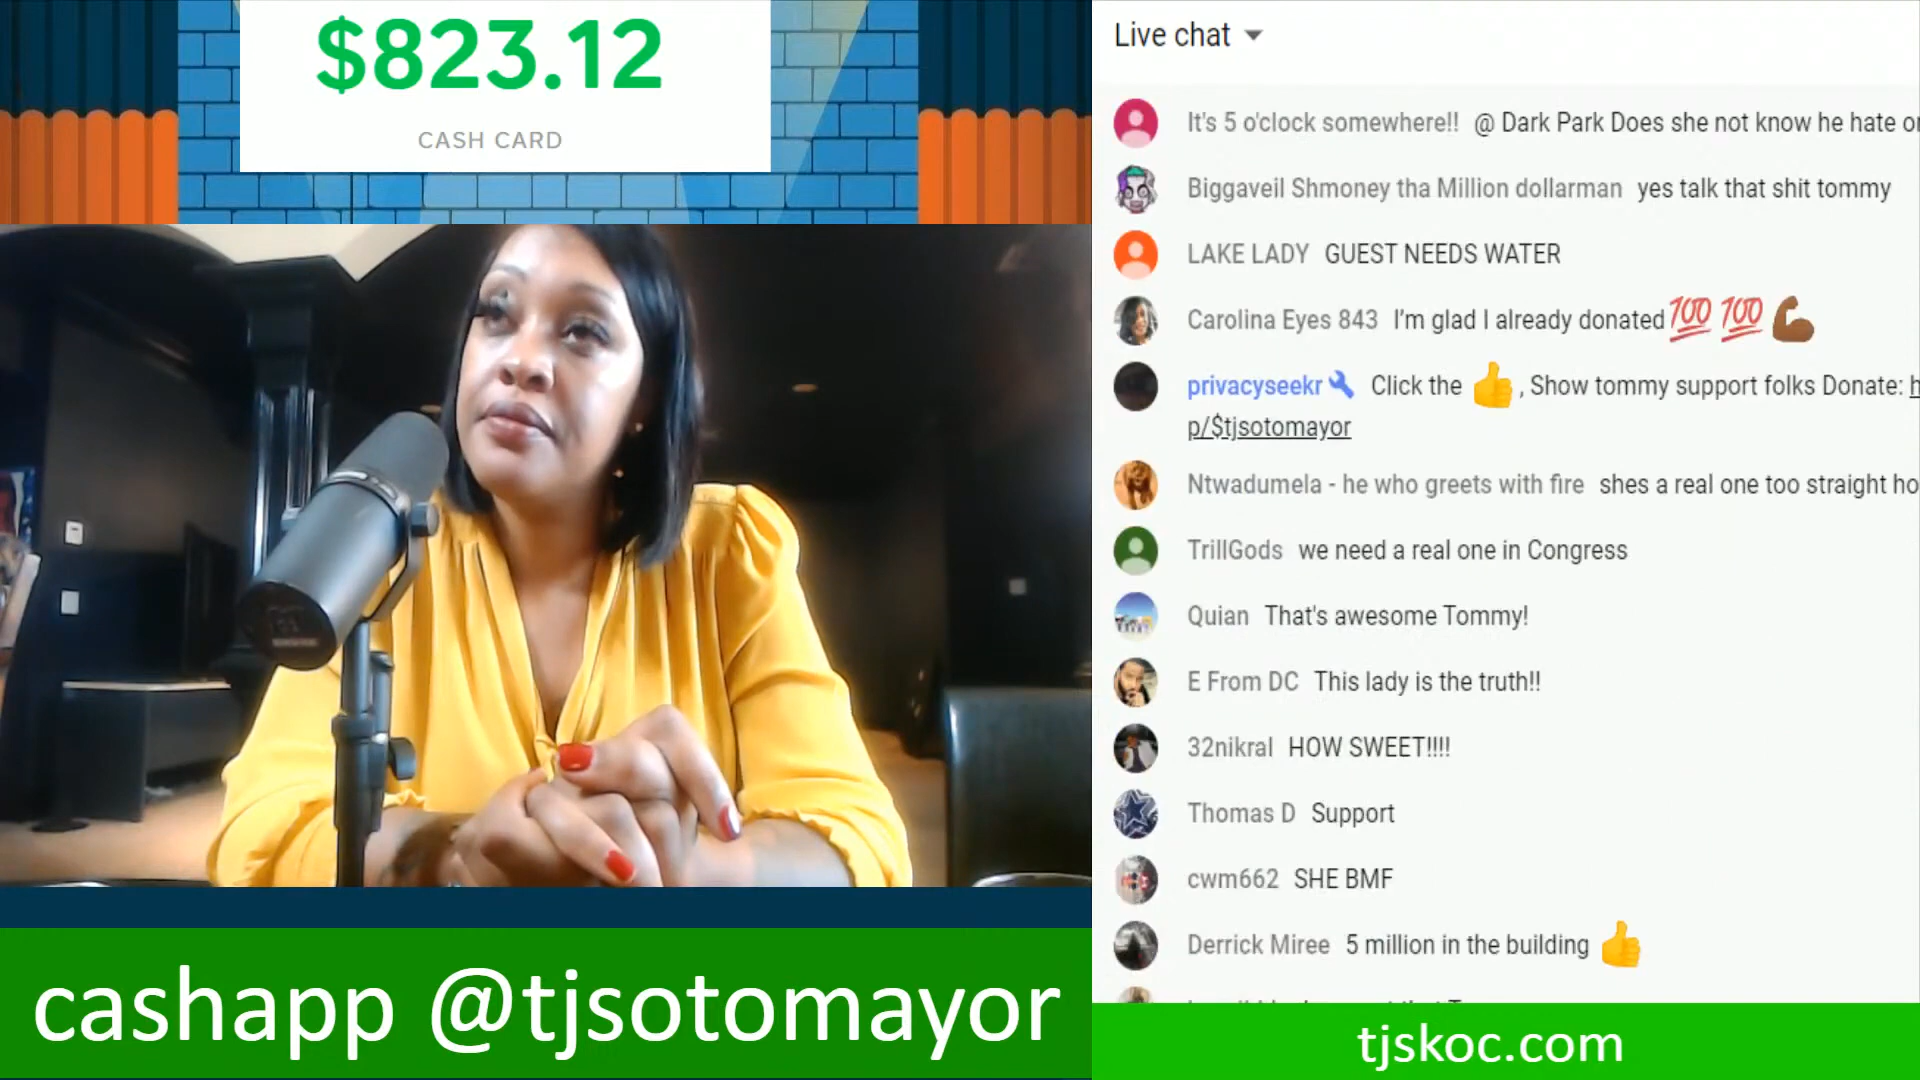 $823.12
CASH CARD
cashapp @tjsotomayor
Live chat
It's 5 o'clock somewhere!! @ Dark Park Does she not know he hate
Biggaveil Shmoney tha Million dollarman yes talk that shit tommy
LAKE LADY GUEST NEEDS WATER
Carolina Eyes 843 I'm glad I already donated💯💯💪🏾
privacyseekr🔧 Click the 👍, Show tommy support folks Donate:
p/$tjsotomayor
Ntwadumela - he who greets with fire shes a real one too straight
TrillGods we need a real one in Congress
Quian That's awesome Tommy!
E From DC This lady is the truth!!
32nikral HOW SWEET!!!!
Thomas D Support
cwm662 SHE BMF
Derrick Miree 5 million in the building 👍
tjskoc.com